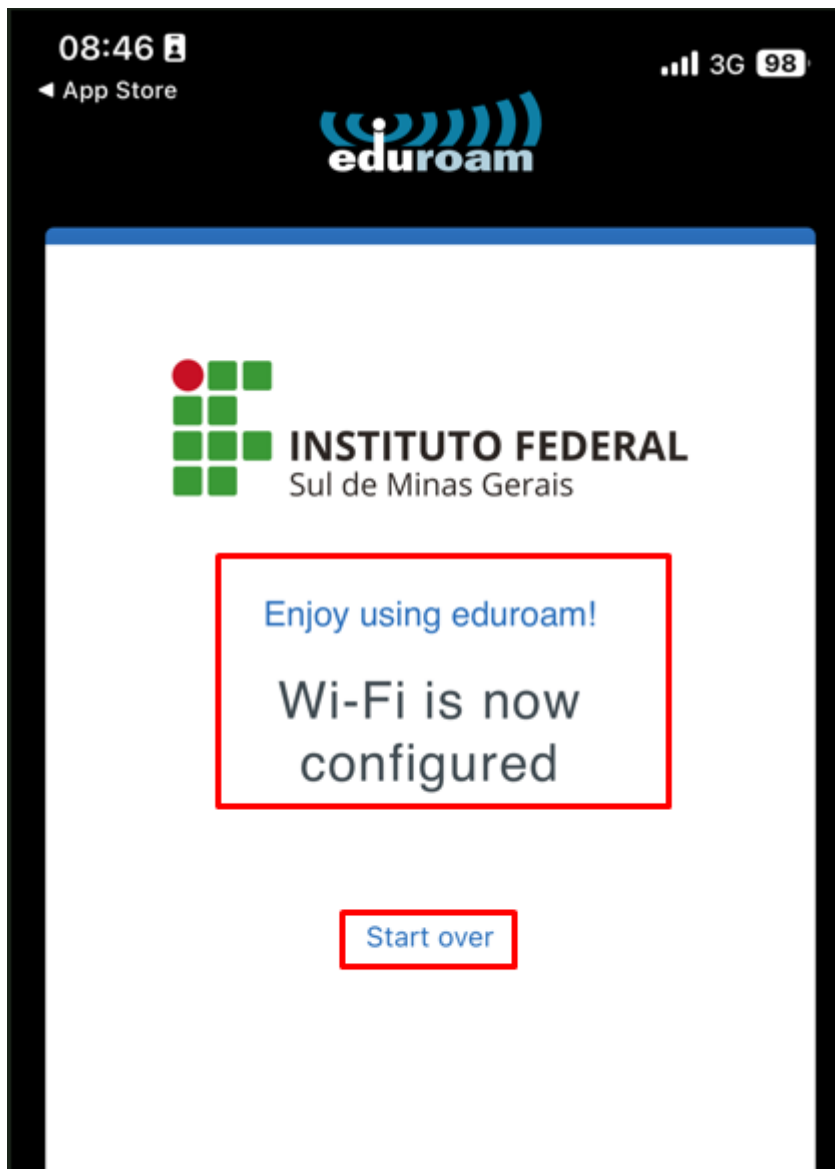 08:46
3G 98
◀ App Store
eduroam
INSTITUTO FEDERAL
Sul de Minas Gerais
Enjoy using eduroam!
Wi-Fi is now
configured
Start over